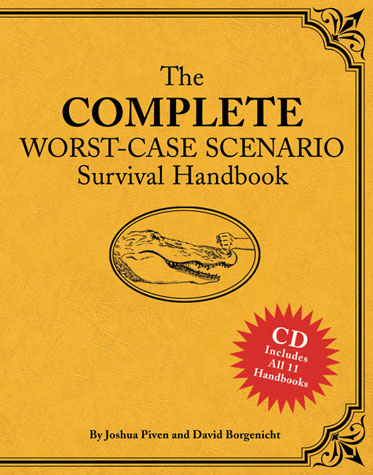 The
COMPLETE
WORST-CASE SCENARIO
Survival Handbook
CD
Includes
All 11
Handbooks
By Joshua Piven and David Borgenicht